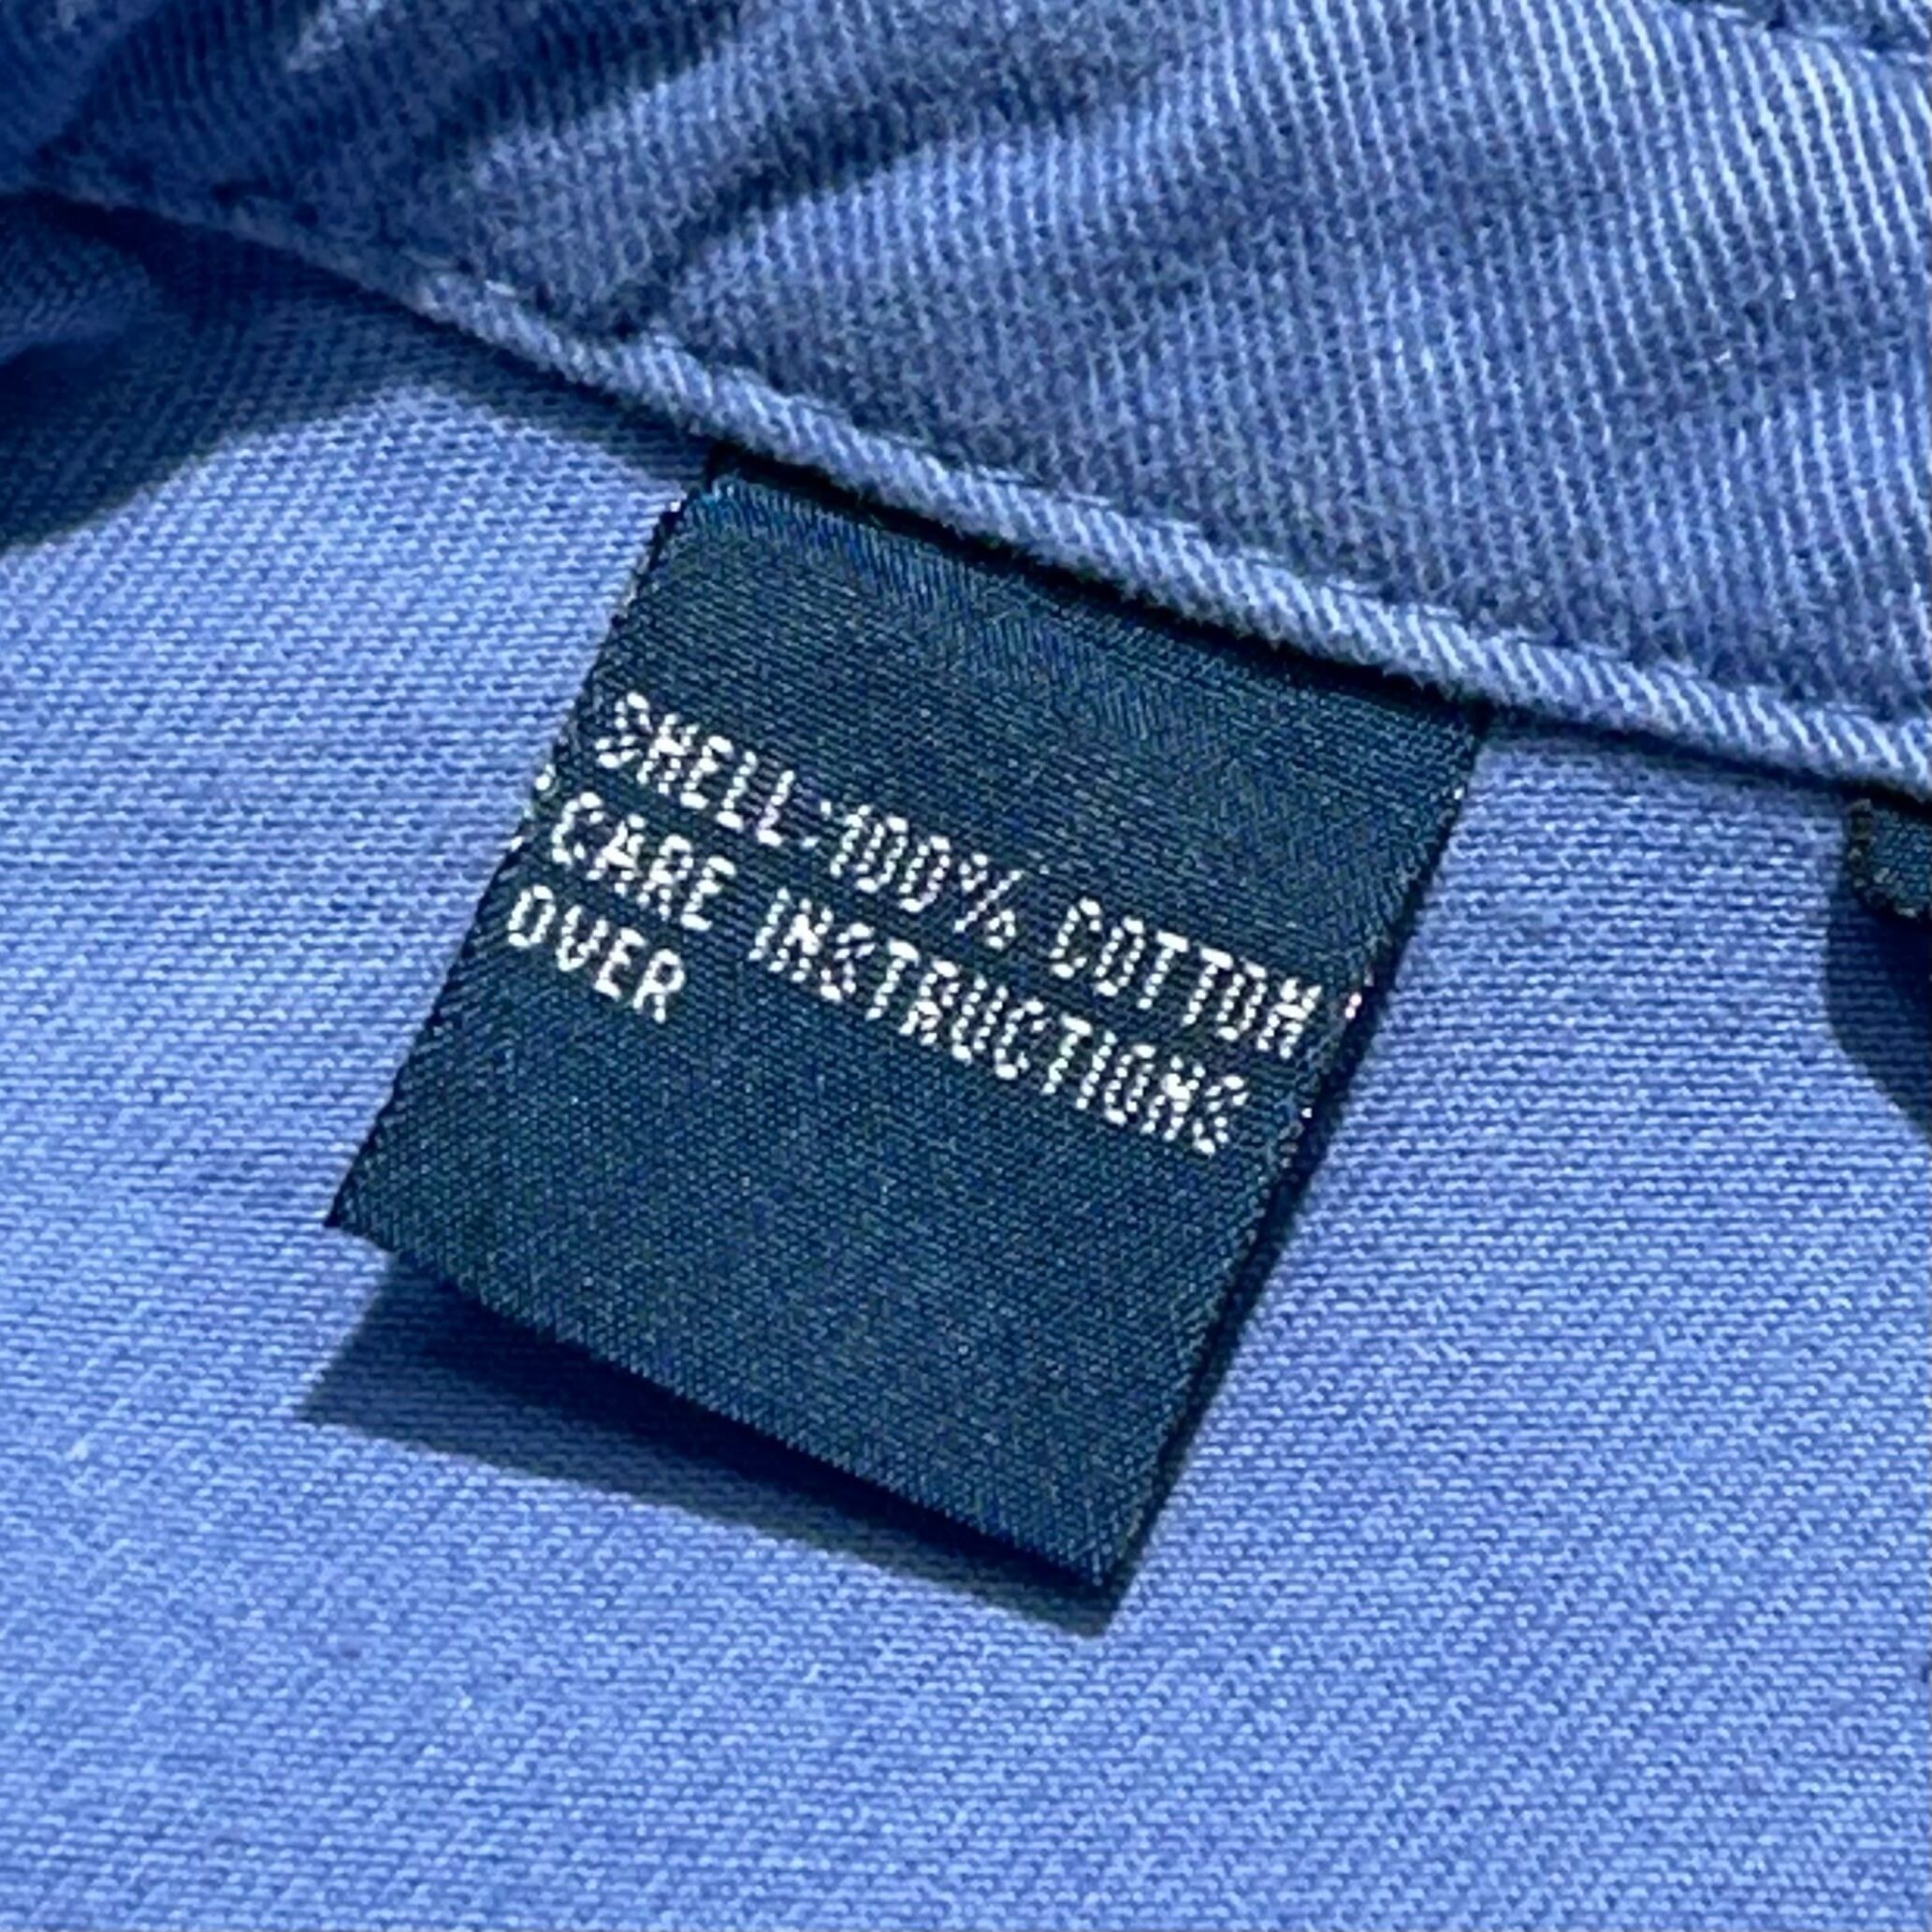 SHELL:100% COTTON
CARE INSTRUCTIONS
OVER